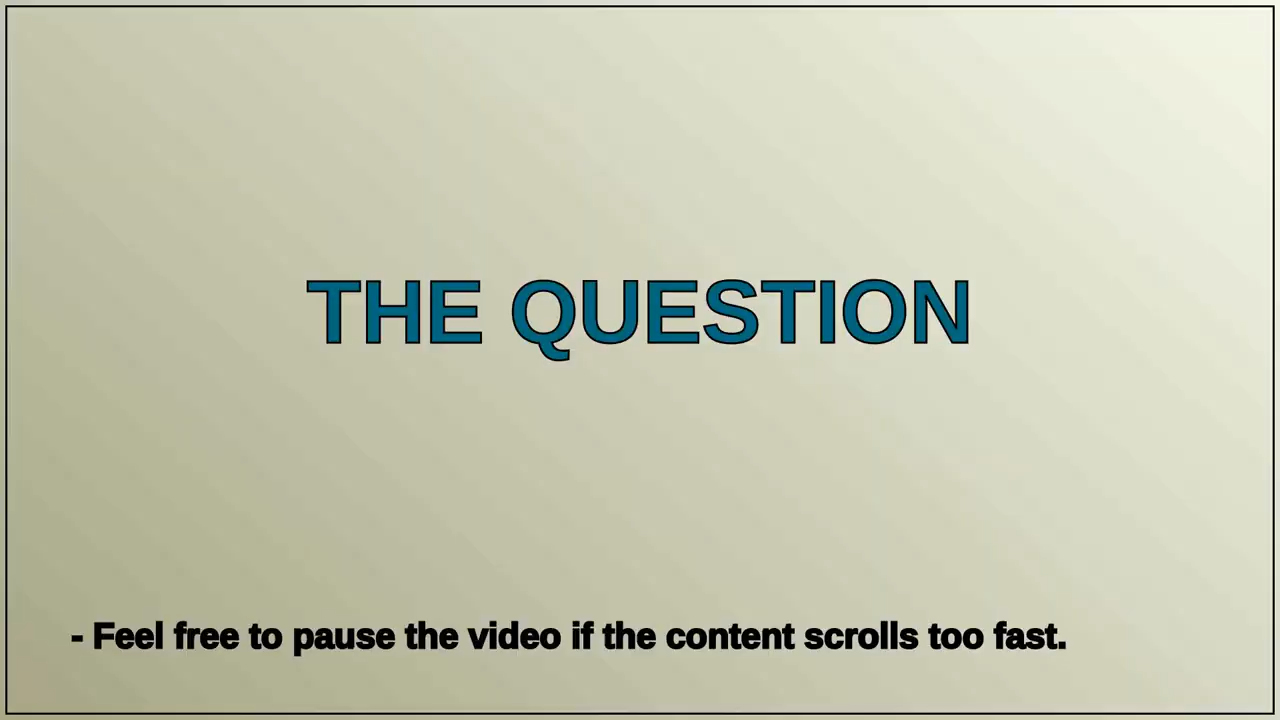 THE QUESTION
- Feel free to pause the video if the content scrolls too fast.